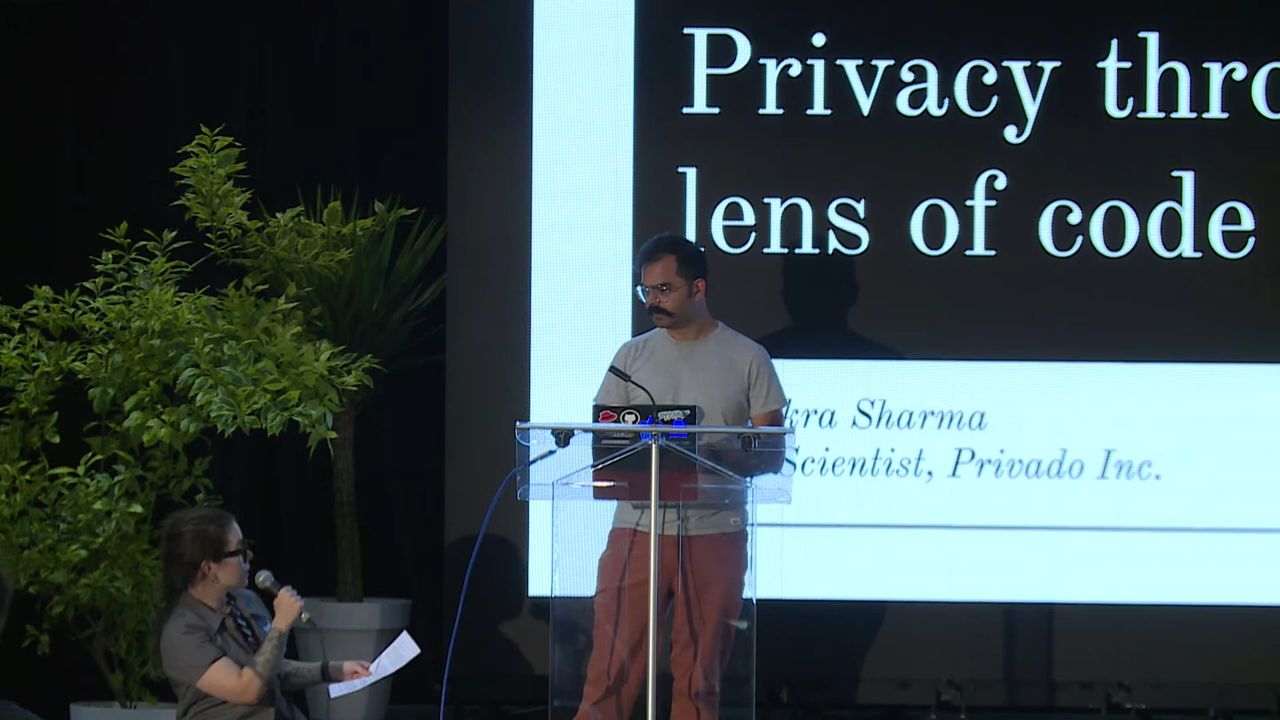 Privacy thro
lens of code
kra Sharma
Scientist, Privado Inc.